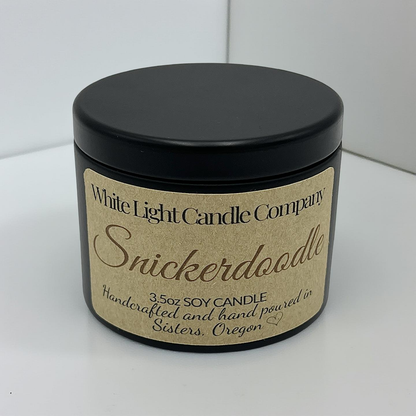 White Light Candle Company
Snickerdoodle
3.5oz SOY CANDLE
Handcrafted and hand poured in
Sisters, Oregon ♡